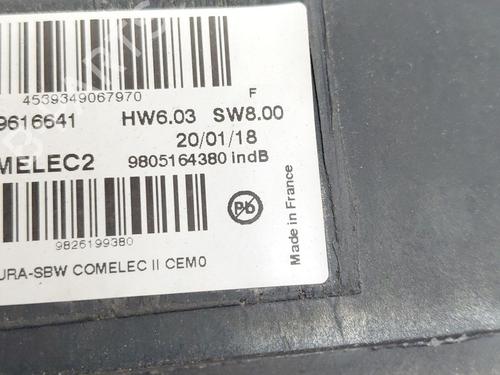 4539349067970 F
9616641 HW6.03 SW8.00
20/01/18
MELEC2 9805164380 indB
Pb
9826199380
Made in France
URA-SBW COMELEC II CEM0